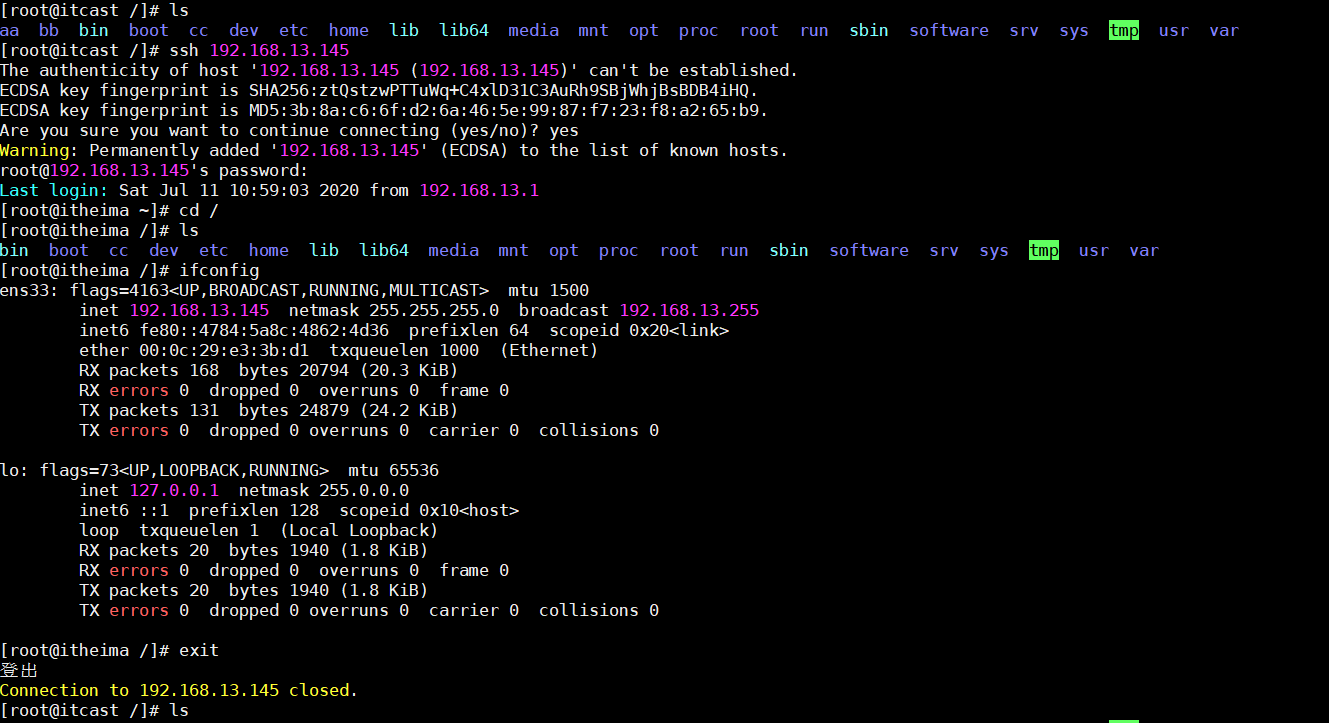 [root@itcast /]# ls
aa  bb  bin  boot  cc  dev  etc  home  lib  lib64  media  mnt  opt  proc  root  run  sbin  software  srv  sys  tmp  usr  var
[root@itcast /]# ssh 192.168.13.145
The authenticity of host '192.168.13.145 (192.168.13.145)' can't be established.
ECDSA key fingerprint is SHA256:ztQstzwPTTuWq+C4xlD31C3AuRh9SBjWhjBsBDB4iHQ.
ECDSA key fingerprint is MD5:3b:8a:c6:6f:d2:6a:46:5e:99:87:f7:23:f8:a2:65:b9.
Are you sure you want to continue connecting (yes/no)? yes
Warning: Permanently added '192.168.13.145' (ECDSA) to the list of known hosts.
root@192.168.13.145's password:
Last login: Sat Jul 11 10:59:03 2020 from 192.168.13.1
[root@itheima ~]# cd /
[root@itheima /]# ls
bin  boot  cc  dev  etc  home  lib  lib64  media  mnt  opt  proc  root  run  sbin  software  srv  sys  tmp  usr  var
[root@itheima /]# ifconfig
ens33: flags=4163<UP,BROADCAST,RUNNING,MULTICAST>  mtu 1500
        inet 192.168.13.145  netmask 255.255.255.0  broadcast 192.168.13.255
        inet6 fe80::4784:5a8c:4862:4d36  prefixlen 64  scopeid 0x20<link>
        ether 00:0c:29:e3:3b:d1  txqueuelen 1000  (Ethernet)
        RX packets 168  bytes 20794 (20.3 KiB)
        RX errors 0  dropped 0  overruns 0  frame 0
        TX packets 131  bytes 24879 (24.2 KiB)
        TX errors 0  dropped 0 overruns 0  carrier 0  collisions 0

lo: flags=73<UP,LOOPBACK,RUNNING>  mtu 65536
        inet 127.0.0.1  netmask 255.0.0.0
        inet6 ::1  prefixlen 128  scopeid 0x10<host>
        loop  txqueuelen 1  (Local Loopback)
        RX packets 20  bytes 1940 (1.8 KiB)
        RX errors 0  dropped 0  overruns 0  frame 0
        TX packets 20  bytes 1940 (1.8 KiB)
        TX errors 0  dropped 0 overruns 0  carrier 0  collisions 0

[root@itheima /]# exit
登出
Connection to 192.168.13.145 closed.
[root@itcast /]# ls